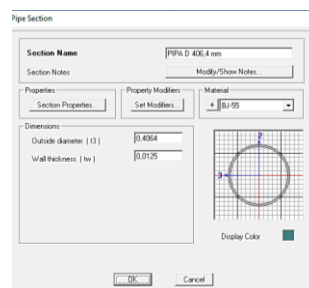 Pipe Section
Section Name
PIPA D 406,4 mm
Section Notes
Modify/Show Notes...
Properties
Section Properties...
Property Modifiers
Set Modifiers...
Material
+ BJ-55
Dimensions
Outside diameter ( t3 )
0,4064
Wall thickness ( tw )
0,0125
2
3
Display Color
OK
Cancel